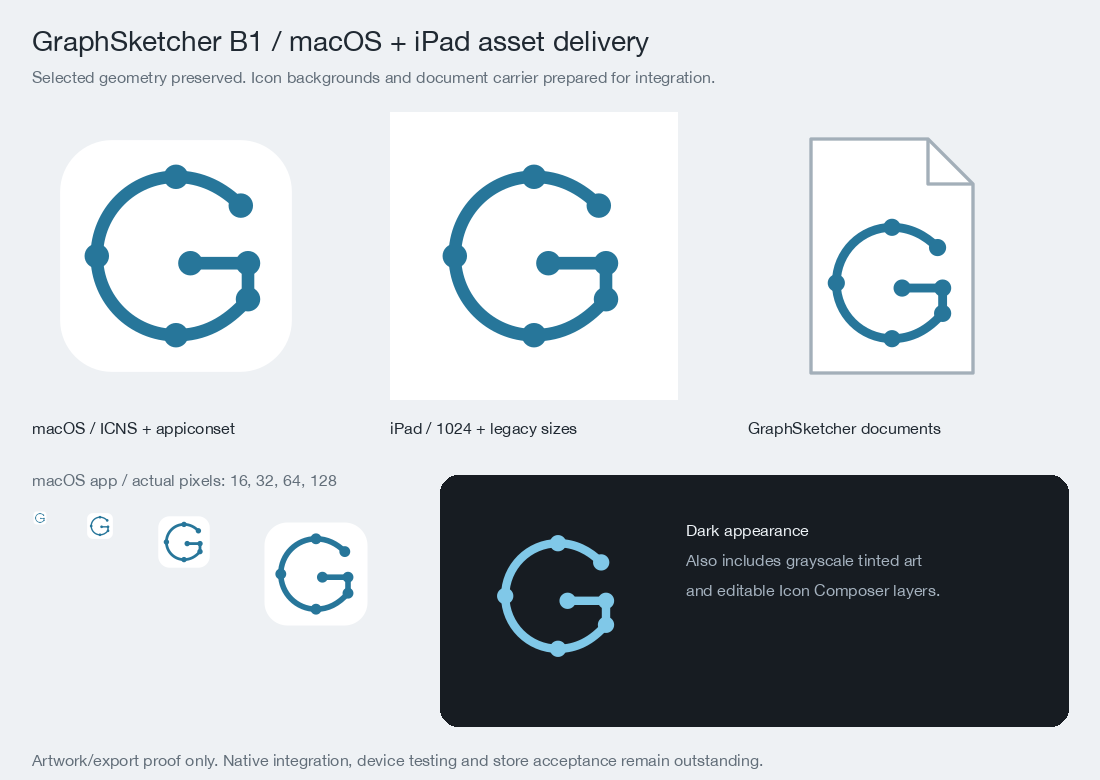 GraphSketcher B1 / macOS + iPad asset delivery
Selected geometry preserved. Icon backgrounds and document carrier prepared for integration.
macOS / ICNS + appiconset
iPad / 1024 + legacy sizes
GraphSketcher documents
macOS app / actual pixels: 16, 32, 64, 128
Dark appearance
Also includes grayscale tinted art
and editable Icon Composer layers.
Artwork/export proof only. Native integration, device testing and store acceptance remain outstanding.